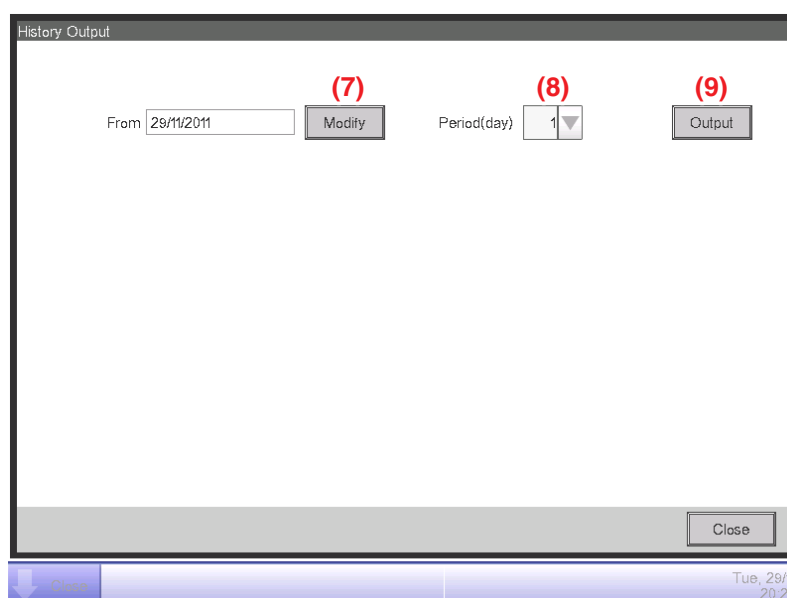 History Output
(7) (8) (9)
From 29/11/2011 Modify Period(day) 1 Output
Close
Close Tue, 29/
20:2